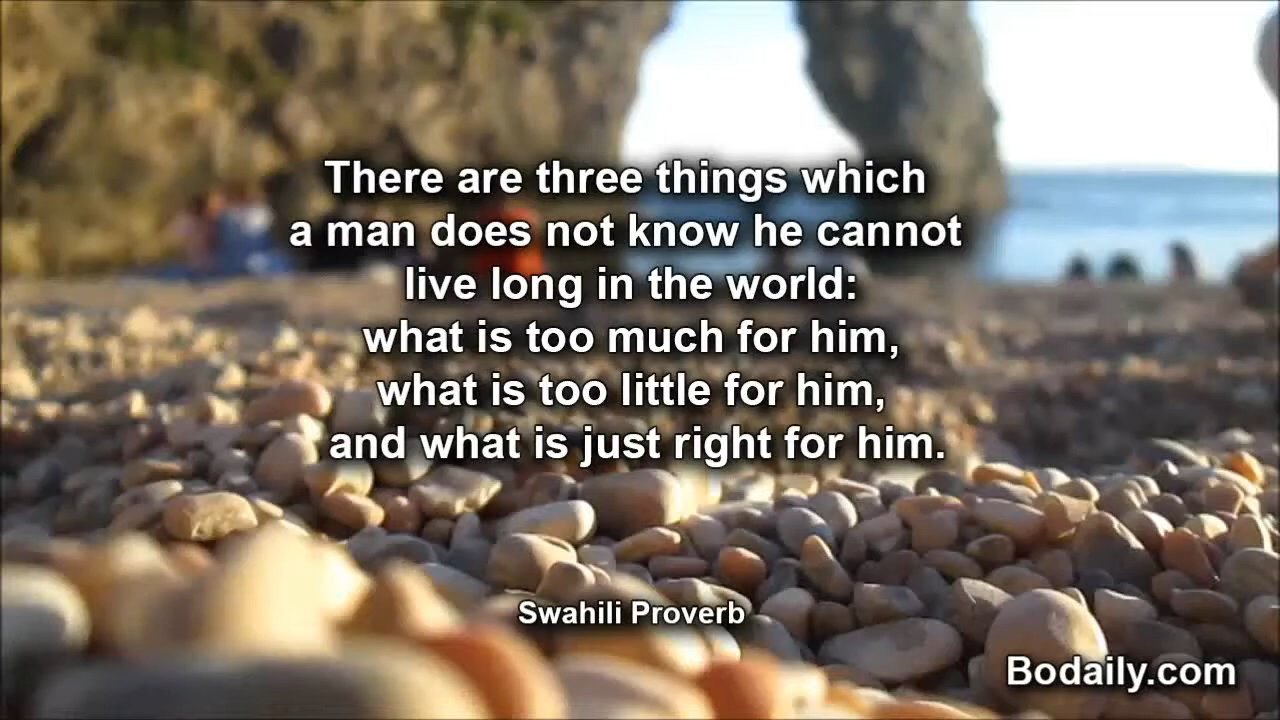 There are three things which
a man does not know he cannot
live long in the world:
what is too much for him,
what is too little for him,
and what is just right for him.
Swahili Proverb
Bodaily.com